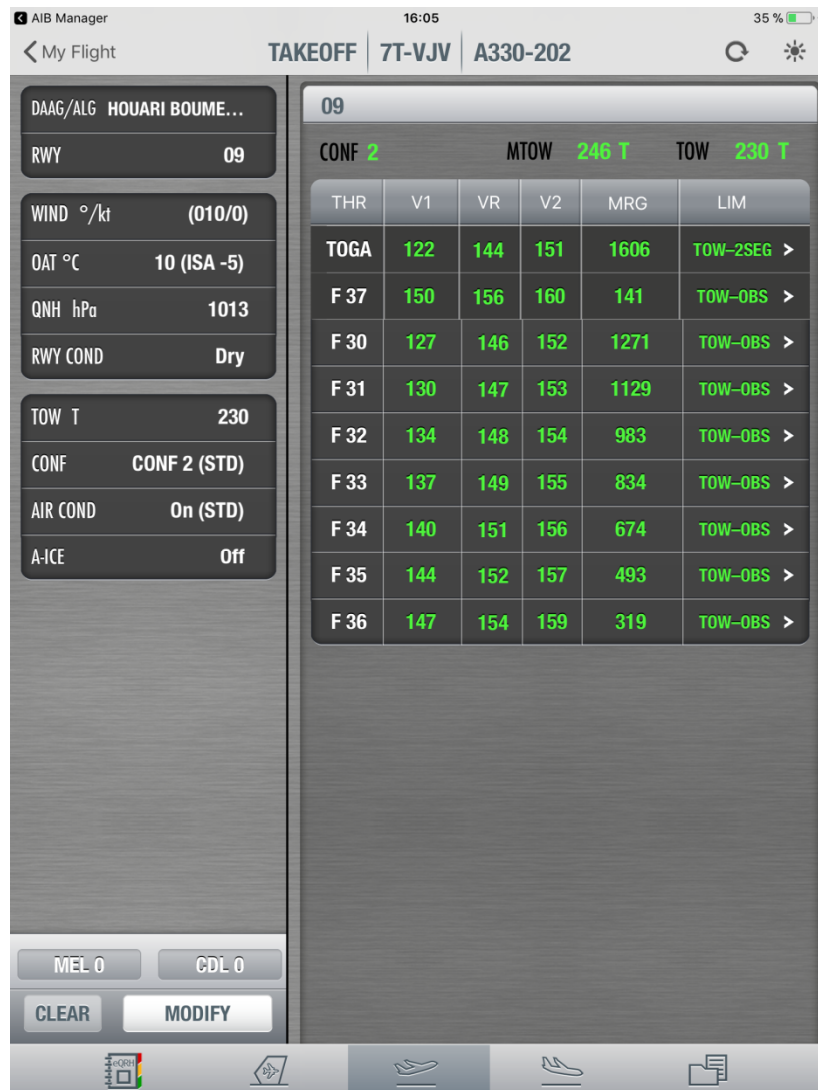 AIB Manager 16:05 35 %
My Flight TAKEOFF 7T-VJV A330-202
DAAG/ALG HOUARI BOUME...
RWY 09
WIND °/kt (010/0)
OAT °C 10 (ISA -5)
QNH hPa 1013
RWY COND Dry
TOW T 230
CONF CONF 2 (STD)
AIR COND On (STD)
A-ICE Off
MEL 0 CDL 0
CLEAR MODIFY
09
CONF 2 MTOW 246 T TOW 230 T
THR V1 VR V2 MRG LIM
TOGA 122 144 151 1606 TOW-2SEG >
F 37 150 156 160 141 TOW-OBS >
F 30 127 146 152 1271 TOW-OBS >
F 31 130 147 153 1129 TOW-OBS >
F 32 134 148 154 983 TOW-OBS >
F 33 137 149 155 834 TOW-OBS >
F 34 140 151 156 674 TOW-OBS >
F 35 144 152 157 493 TOW-OBS >
F 36 147 154 159 319 TOW-OBS >
eQRH